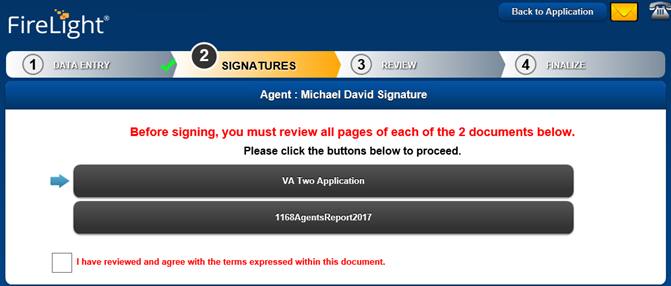 Back to Application
FireLight®
1 DATA ENTRY 2 SIGNATURES 3 REVIEW 4 FINALIZE
Agent : Michael David Signature
Before signing, you must review all pages of each of the 2 documents below.
Please click the buttons below to proceed.
VA Two Application
1168AgentsReport2017
I have reviewed and agree with the terms expressed within this document.